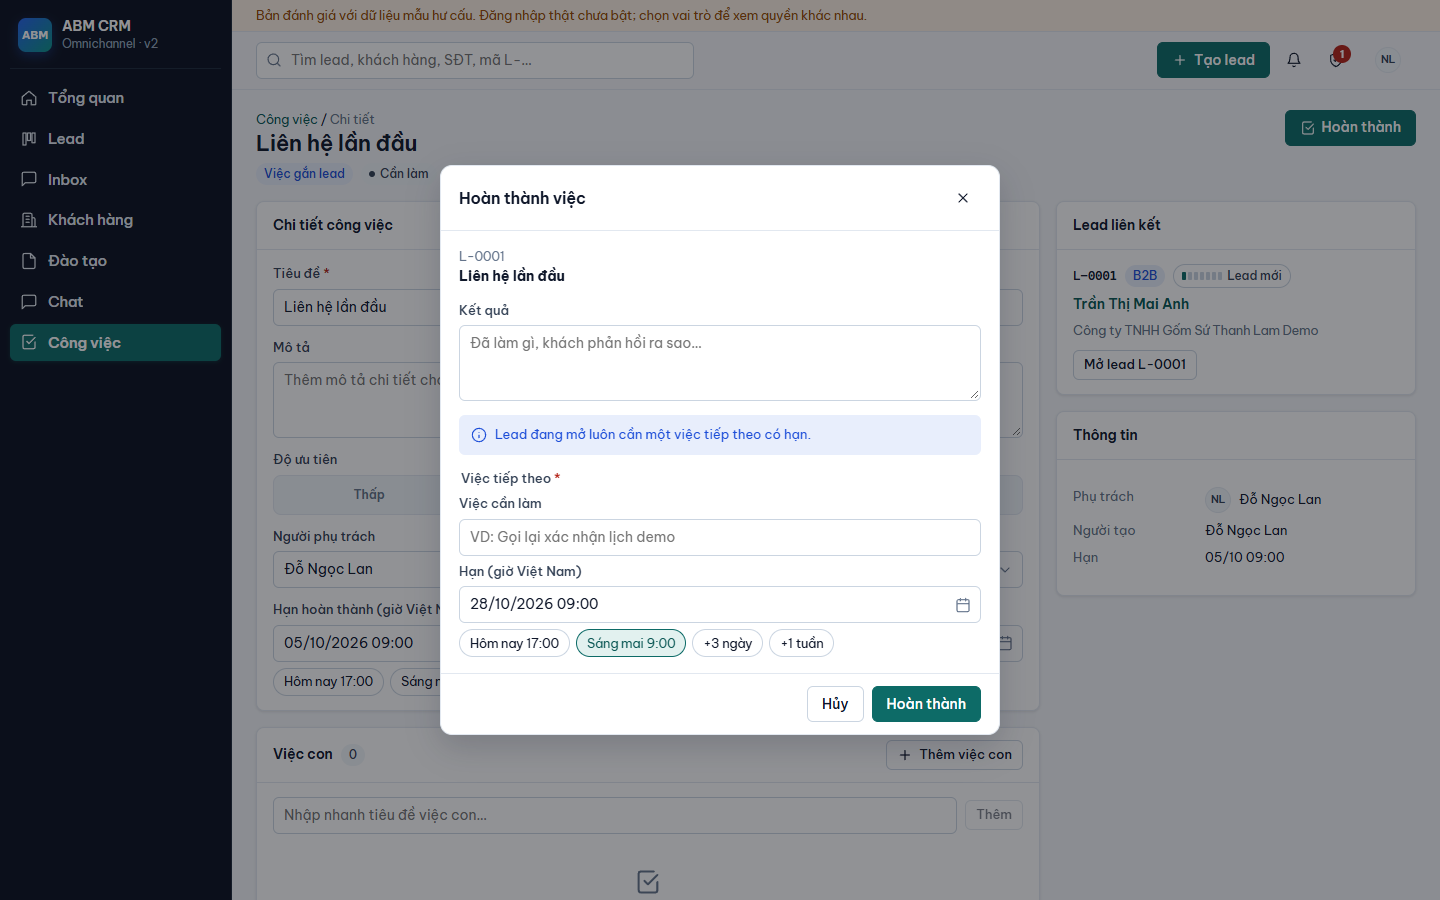 ABM
ABM CRM
Omnichannel · v2
Tổng quan
Lead
Inbox
Khách hàng
Đào tạo
Chat
Công việc
Bản đánh giá với dữ liệu mẫu hư cấu. Đăng nhập thật chưa bật; chọn vai trò để xem quyền khác nhau.
Tìm lead, khách hàng, SĐT, mã L-...
Tạo lead
1
NL
Công việc / Chi tiết
Liên hệ lần đầu
Việc gắn lead
Cần làm
Hoàn thành
Chi tiết công việc
Tiêu đề *
Liên hệ lần đầu
Mô tả
Thêm mô tả chi tiết
Độ ưu tiên
Thấp
Người phụ trách
Đỗ Ngọc Lan
Hạn hoàn thành (giờ Việt
05/10/2026 09:00
Hôm nay 17:00
Sáng
Việc con 0
Thêm việc con
Nhập nhanh tiêu đề việc con...
Thêm
Hoàn thành việc
L-0001
Liên hệ lần đầu
Kết quả
Đã làm gì, khách phản hồi ra sao...
Lead đang mở luôn cần một việc tiếp theo có hạn.
Việc tiếp theo *
Việc cần làm
VD: Gọi lại xác nhận lịch demo
Hạn (giờ Việt Nam)
28/10/2026 09:00
Hôm nay 17:00
Sáng mai 9:00
+3 ngày
+1 tuần
Hủy
Hoàn thành
Lead liên kết
L-0001
B2B
Lead mới
Trần Thị Mai Anh
Công ty TNHH Gốm Sứ Thanh Lam Demo
Mở lead L-0001
Thông tin
Phụ trách
NL
Đỗ Ngọc Lan
Người tạo
Đỗ Ngọc Lan
Hạn
05/10 09:00